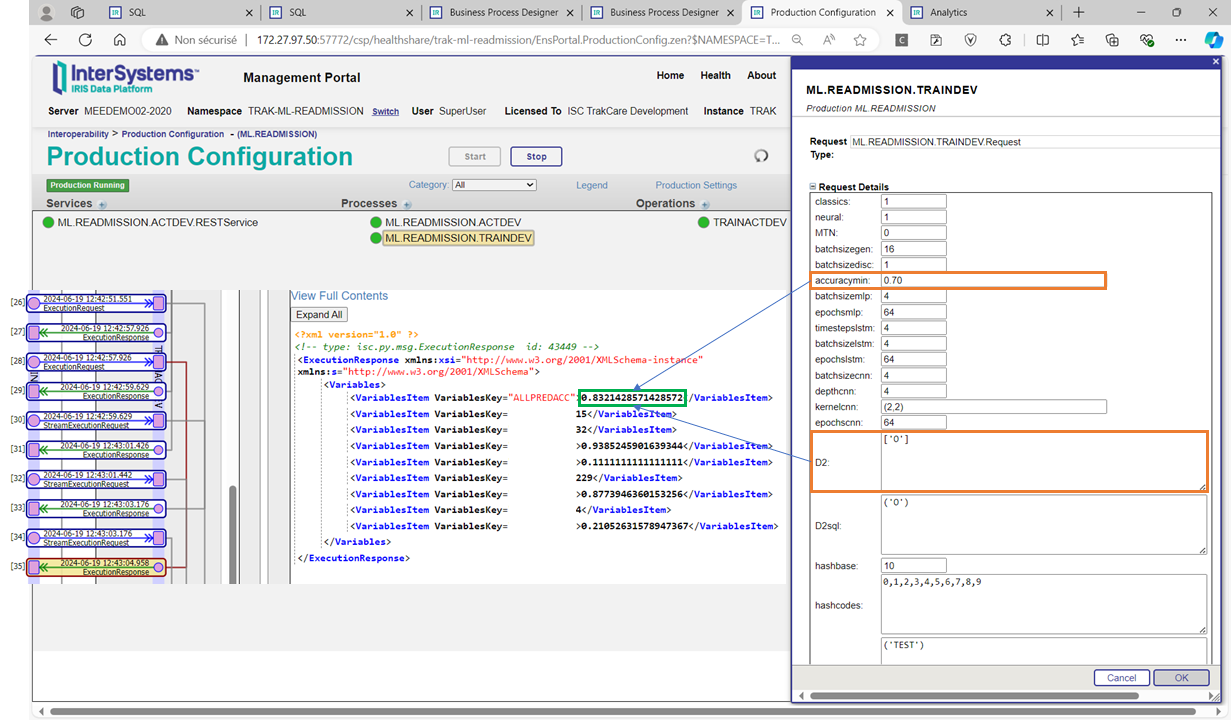 SQL
SQL
Business Process Designer
Business Process Designer
Production Configuration
Analytics
Non sécurisé
172.27.97.50:57772/csp/healthshare/trak-ml-readmission/EnsPortal.ProductionConfig.zen?$NAMESPACE=T...
InterSystems™
IRIS Data Platform
Management Portal
Home Health About
Server MEEDEMO02-2020 Namespace TRAK-ML-READMISSION Switch User SuperUser Licensed To ISC TrakCare Development Instance TRAK
Interoperability > Production Configuration - (ML.READMISSION)
Production Configuration
Start
Stop
Production Running
Category: All
Legend
Production Settings
Services
Processes
Operations
ML.READMISSION.ACTDEV.RESTService
ML.READMISSION.ACTDEV
TRAINACTDEV
ML.READMISSION.TRAINDEV
[26] 2024-06-19 12:42:51.551
ExecutionRequest
[27] 2024-06-19 12:42:57.926
ExecutionResponse
[28] 2024-06-19 12:42:57.926
ExecutionRequest
[29] 2024-06-19 12:42:59.629
ExecutionResponse
[30] 2024-06-19 12:42:59.629
StreamExecutionRequest
[31] 2024-06-19 12:43:01.426
ExecutionResponse
[32] 2024-06-19 12:43:01.442
StreamExecutionRequest
[33] 2024-06-19 12:43:03.176
ExecutionResponse
[34] 2024-06-19 12:43:03.176
StreamExecutionRequest
[35] 2024-06-19 12:43:04.958
ExecutionResponse
View Full Contents
Expand All
<?xml version="1.0" ?>
<!-- type: isc.py.msg.ExecutionResponse id: 43449 -->
<ExecutionResponse xmlns:xsi="http://www.w3.org/2001/XMLSchema-instance"
xmlns:s="http://www.w3.org/2001/XMLSchema">
<Variables>
<VariablesItem VariablesKey="ALLPREDACC">0.8321428571428572</VariablesItem>
<VariablesItem VariablesKey= 15</VariablesItem>
<VariablesItem VariablesKey= 32</VariablesItem>
<VariablesItem VariablesKey= >0.9385245901639344</VariablesItem>
<VariablesItem VariablesKey= >0.1111111111111111</VariablesItem>
<VariablesItem VariablesKey= 229</VariablesItem>
<VariablesItem VariablesKey= >0.8773946360153256</VariablesItem>
<VariablesItem VariablesKey= 4</VariablesItem>
<VariablesItem VariablesKey= >0.21052631578947367</VariablesItem>
</Variables>
</ExecutionResponse>
ML.READMISSION.TRAINDEV
Production ML.READMISSION
Request Type: ML.READMISSION.TRAINDEV.Request
Request Details
classics: 1
neural: 1
MTN: 0
batchsizegen: 16
batchsizedisc: 1
accuracymin: 0.70
batchsizemlp: 4
epochsmlp: 64
timestepslstm: 4
batchsizelstm: 4
epochslstm: 64
batchsizecnn: 4
depthcnn: 4
kernelcnn: (2,2)
epochscnn: 64
D2: ['O']
D2sql: ('O')
hashbase: 10
hashcodes: 0,1,2,3,4,5,6,7,8,9
('TEST')
Cancel
OK